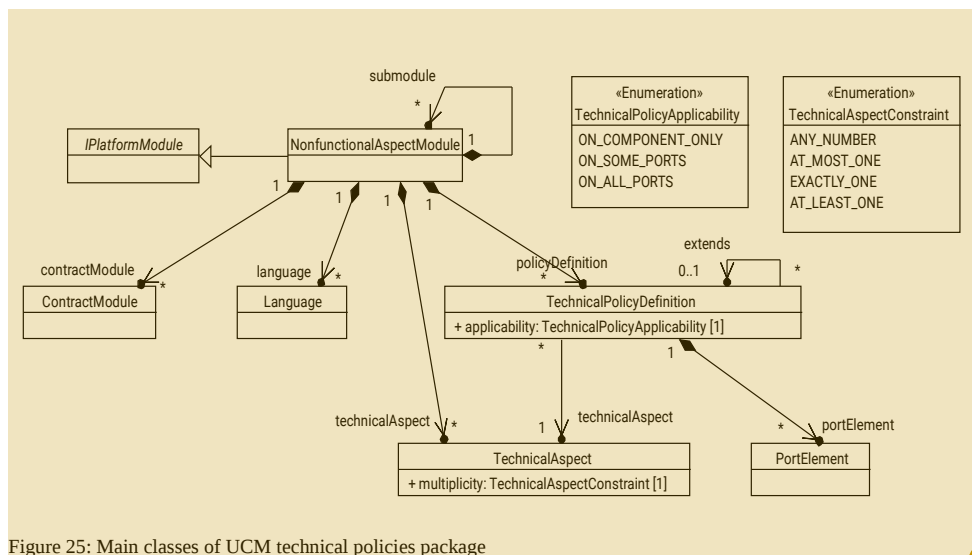 submodule
*
«Enumeration»
TechnicalPolicyApplicability
ON_COMPONENT_ONLY
ON_SOME_PORTS
ON_ALL_PORTS
«Enumeration»
TechnicalAspectConstraint
ANY_NUMBER
AT_MOST_ONE
EXACTLY_ONE
AT_LEAST_ONE
IPlatformModule
NonfunctionalAspectModule
1
1
1
1
1
contractModule
*
language
*
policyDefinition
*
extends
0..1
*
ContractModule
Language
TechnicalPolicyDefinition
+ applicability: TechnicalPolicyApplicability [1]
*
1
technicalAspect
*
1
technicalAspect
*
portElement
TechnicalAspect
+ multiplicity: TechnicalAspectConstraint [1]
PortElement
Figure 25: Main classes of UCM technical policies package